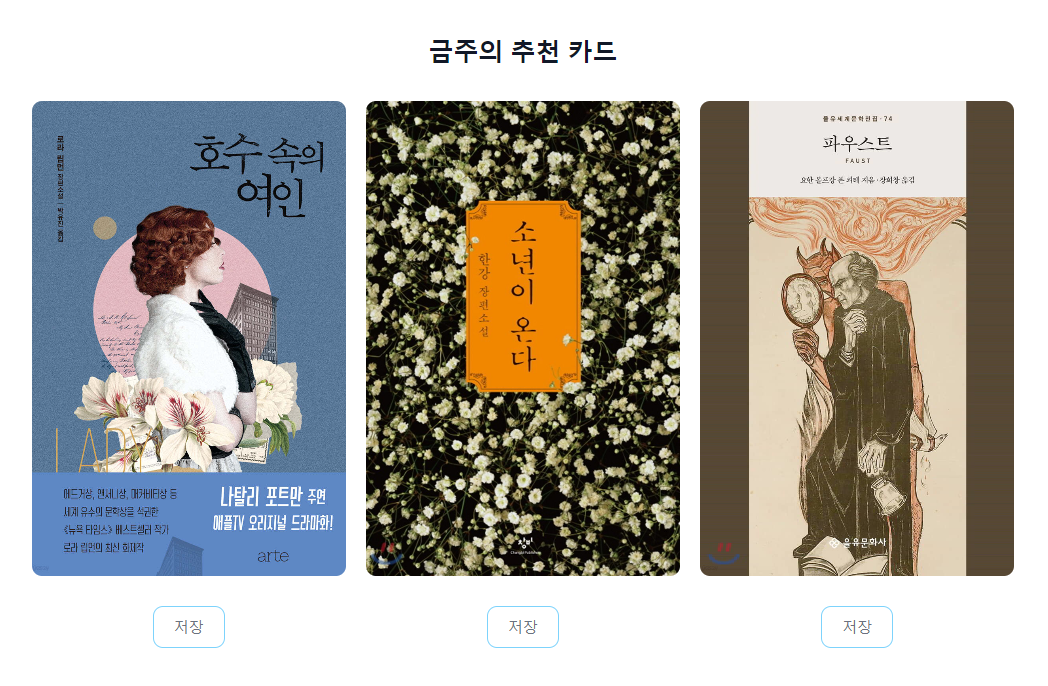 금주의 추천 카드
호수 속의
여인
로라 립먼 장편소설 | 박유진 옮김
LADY
에드거상, 앤서니상, 매카비티상 등
세계 유수의 문학상을 석권한
《뉴욕 타임스》 베스트셀러 작가
로라 립먼의 최신 화제작
나탈리 포트만 주연
애플TV 오리지널 드라마화!
arte
소년이 온다
한강 장편소설
창비
Changbi Publishers
을유세계문학전집·74
파우스트
FAUST
요한 볼프강 폰 괴테 지음·장희창 옮김
을유문화사
저장
저장
저장